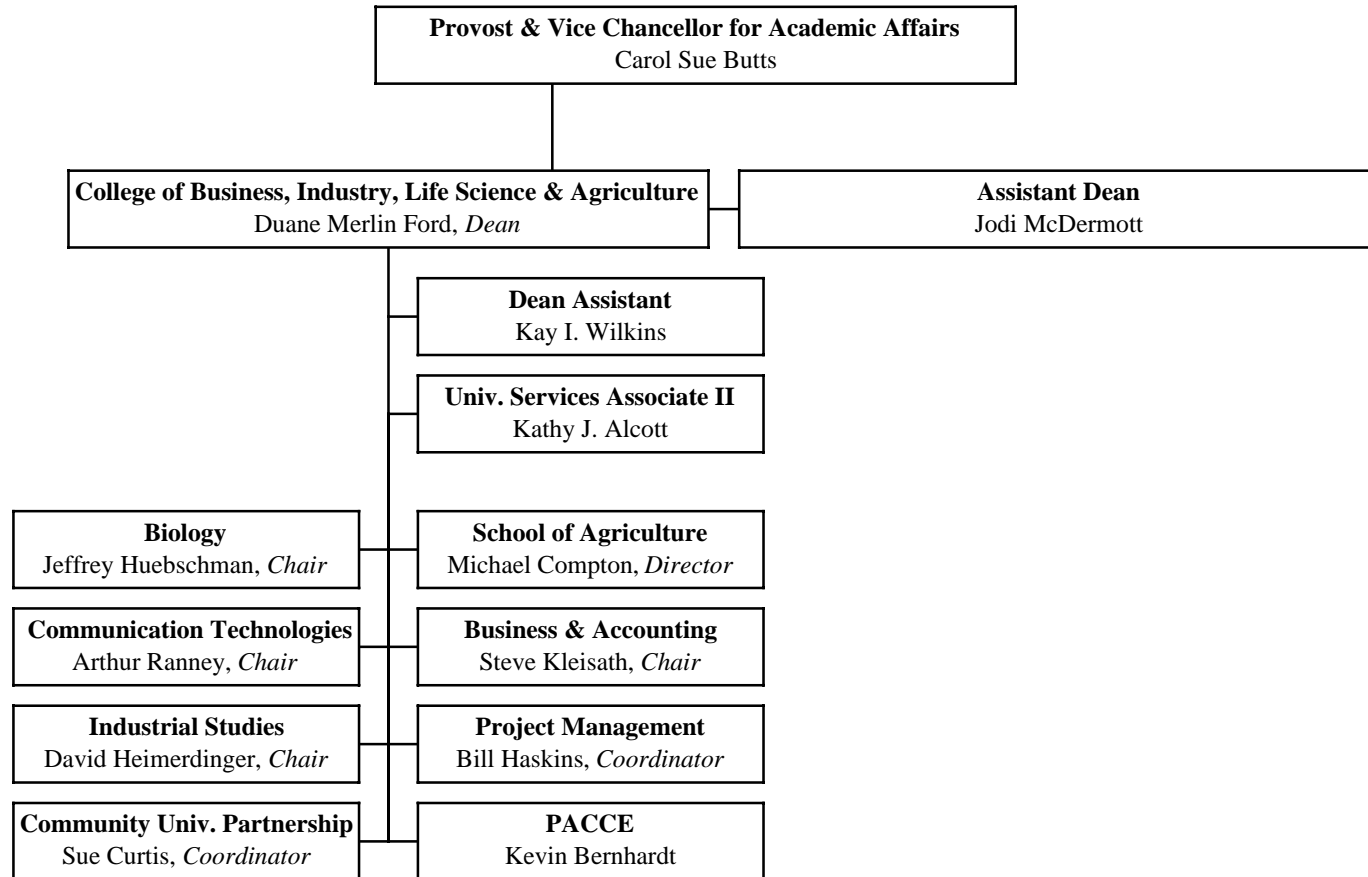 Provost & Vice Chancellor for Academic Affairs
Carol Sue Butts
College of Business, Industry, Life Science & Agriculture
Duane Merlin Ford, Dean
Assistant Dean
Jodi McDermott
Dean Assistant
Kay I. Wilkins
Univ. Services Associate II
Kathy J. Alcott
Biology
Jeffrey Huebschman, Chair
School of Agriculture
Michael Compton, Director
Communication Technologies
Arthur Ranney, Chair
Business & Accounting
Steve Kleisath, Chair
Industrial Studies
David Heimerdinger, Chair
Project Management
Bill Haskins, Coordinator
Community Univ. Partnership
Sue Curtis, Coordinator
PACCE
Kevin Bernhardt